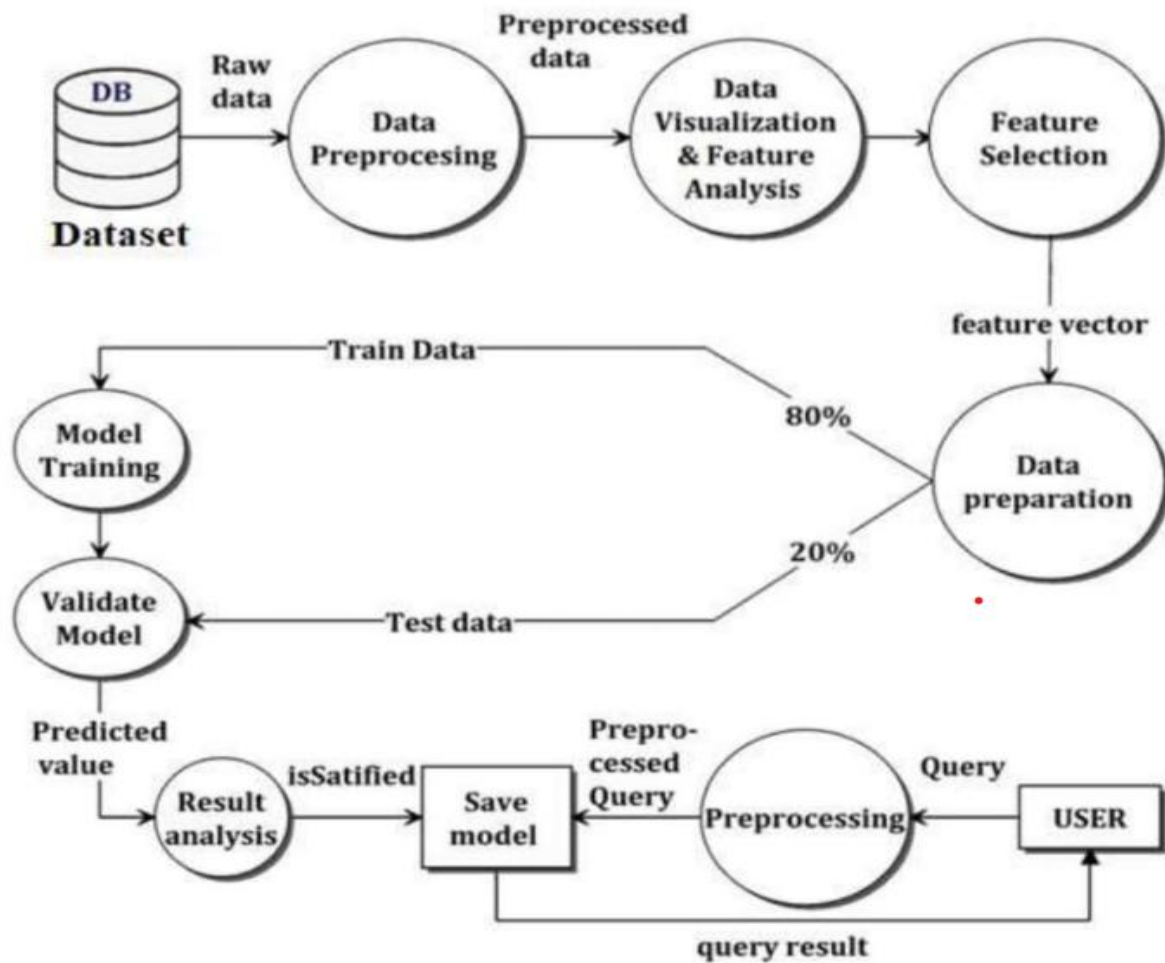 DB
Dataset
Raw
data
Data
Preprocesing
Preprocessed
data
Data
Visualization
& Feature
Analysis
Feature
Selection
feature vector
Data
preparation
80%
Train Data
20%
Test data
Model
Training
Validate
Model
Predicted
value
Result
analysis
isSatified
Save
model
Prepro-
cessed
Query
Preprocessing
Query
USER
query result